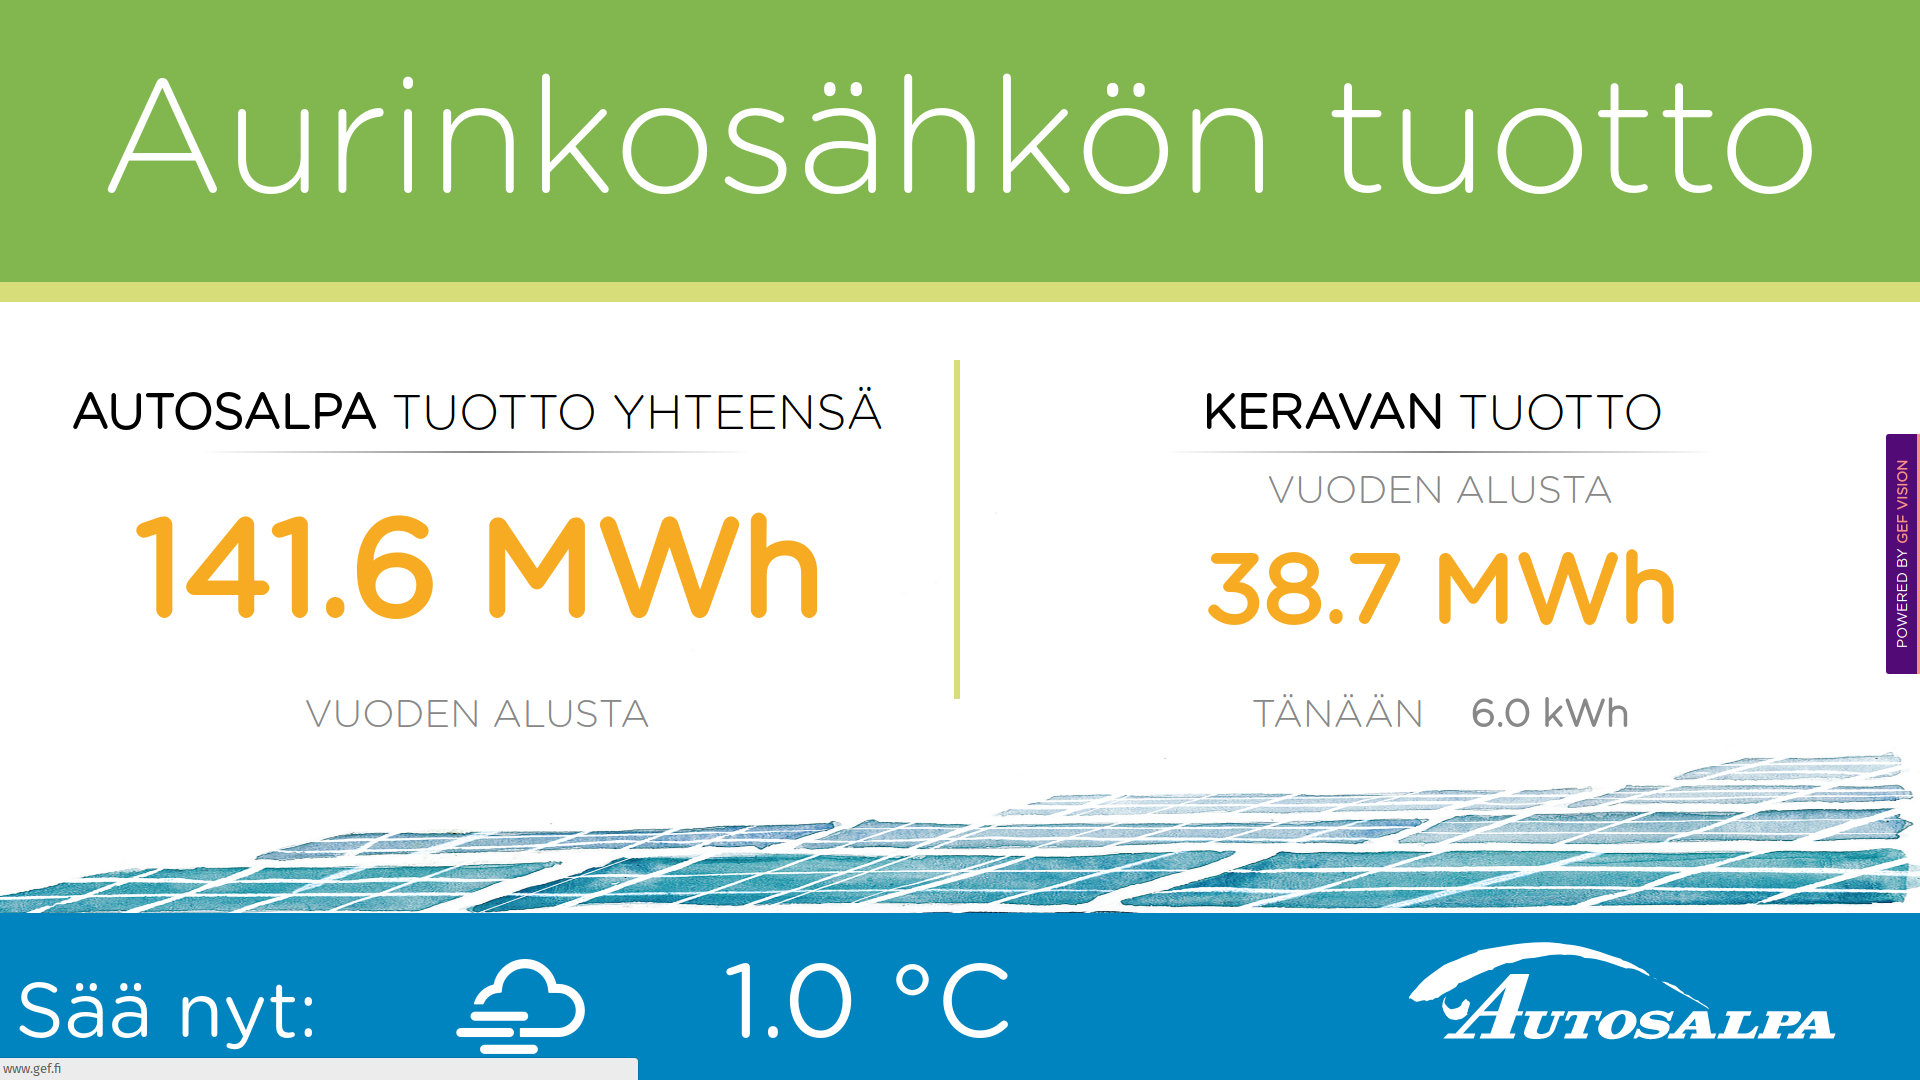 Aurinkosähkön tuotto
AUTOSALPA TUOTTO YHTEENSÄ
141.6 MWh
VUODEN ALUSTA
KERAVAN TUOTTO
VUODEN ALUSTA
38.7 MWh
TÄNÄÄN 6.0 kWh
POWERED BY GEF VISION
Sää nyt:
1.0 °C
AUTOSALPA
www.gef.fi